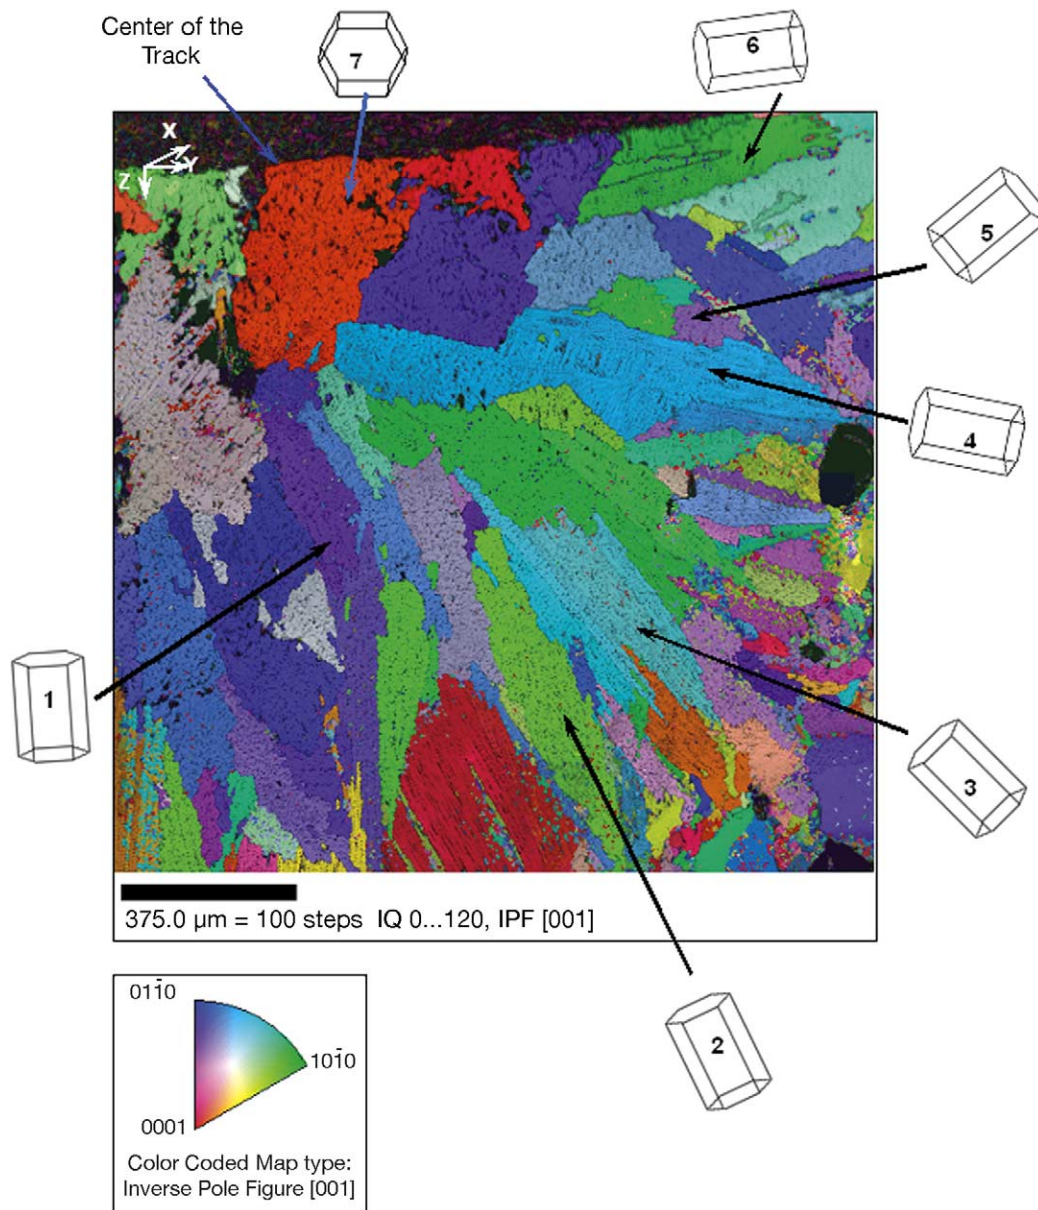 Center of the
Track
7
6
X
Y
Z
5
4
1
3
375.0 µm = 100 steps IQ 0...120, IPF [001]
2
011̄0
101̄0
0001
Color Coded Map type:
Inverse Pole Figure [001]